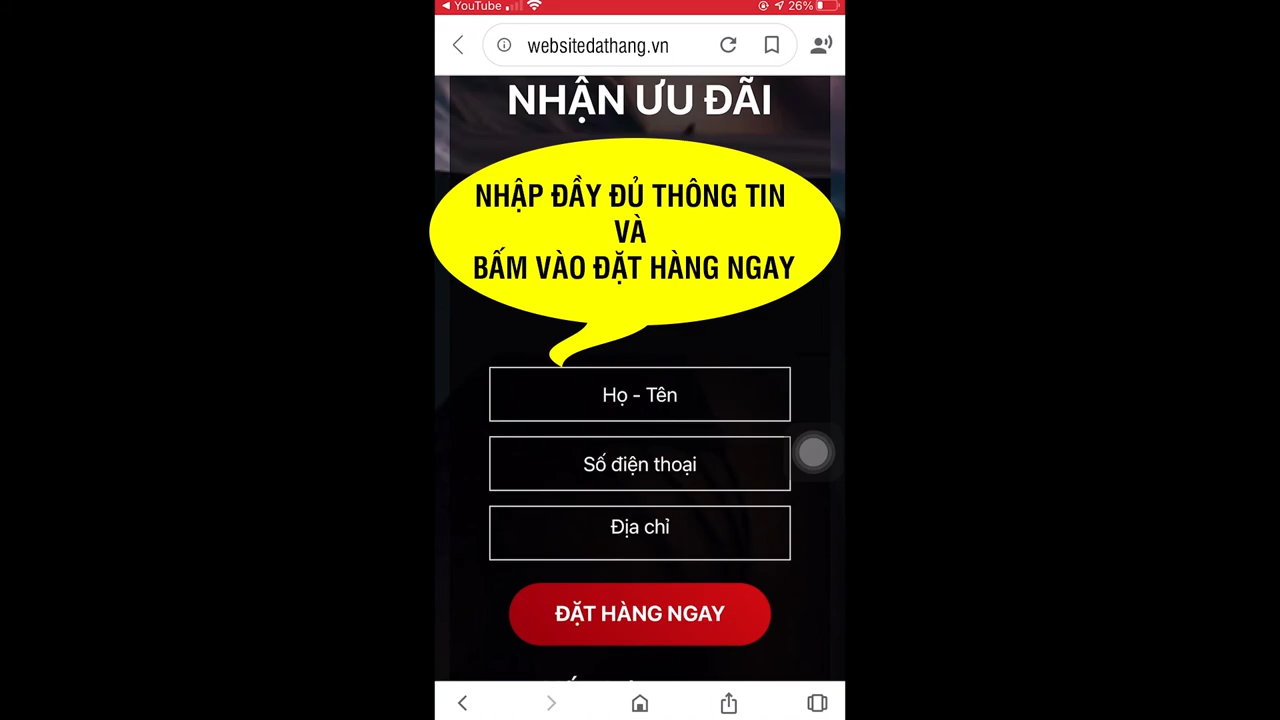 YouTube
26%
websitedathang.vn
NHẬN ƯU ĐÃI
NHẬP ĐẦY ĐỦ THÔNG TIN
VÀ
BẤM VÀO ĐẶT HÀNG NGAY
Họ - Tên
Số điện thoại
Địa chỉ
ĐẶT HÀNG NGAY